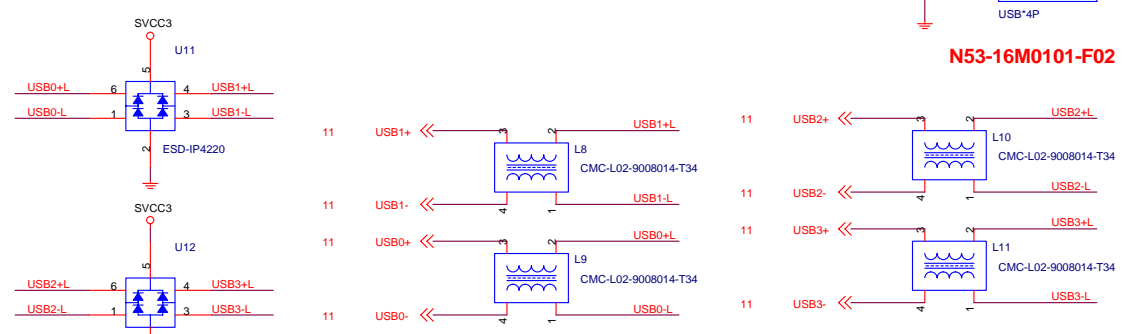 USB*4P
N53-16M0101-F02
SVCC3
U11
5
USB0+L 6 4 USB1+L
USB0-L 1 3 USB1-L
2 ESD-IP4220
SVCC3
U12
5
USB2+L 6 4 USB3+L
USB2-L 1 3 USB3-L
11 USB1+ 3 2 USB1+L
L8
CMC-L02-9008014-T34
11 USB1- 4 1 USB1-L
11 USB0+ 3 2 USB0+L
L9
CMC-L02-9008014-T34
11 USB0- 4 1 USB0-L
11 USB2+ 3 2 USB2+L
L10
CMC-L02-9008014-T34
11 USB2- 4 1 USB2-L
11 USB3+ 3 2 USB3+L
L11
CMC-L02-9008014-T34
11 USB3- 4 1 USB3-L